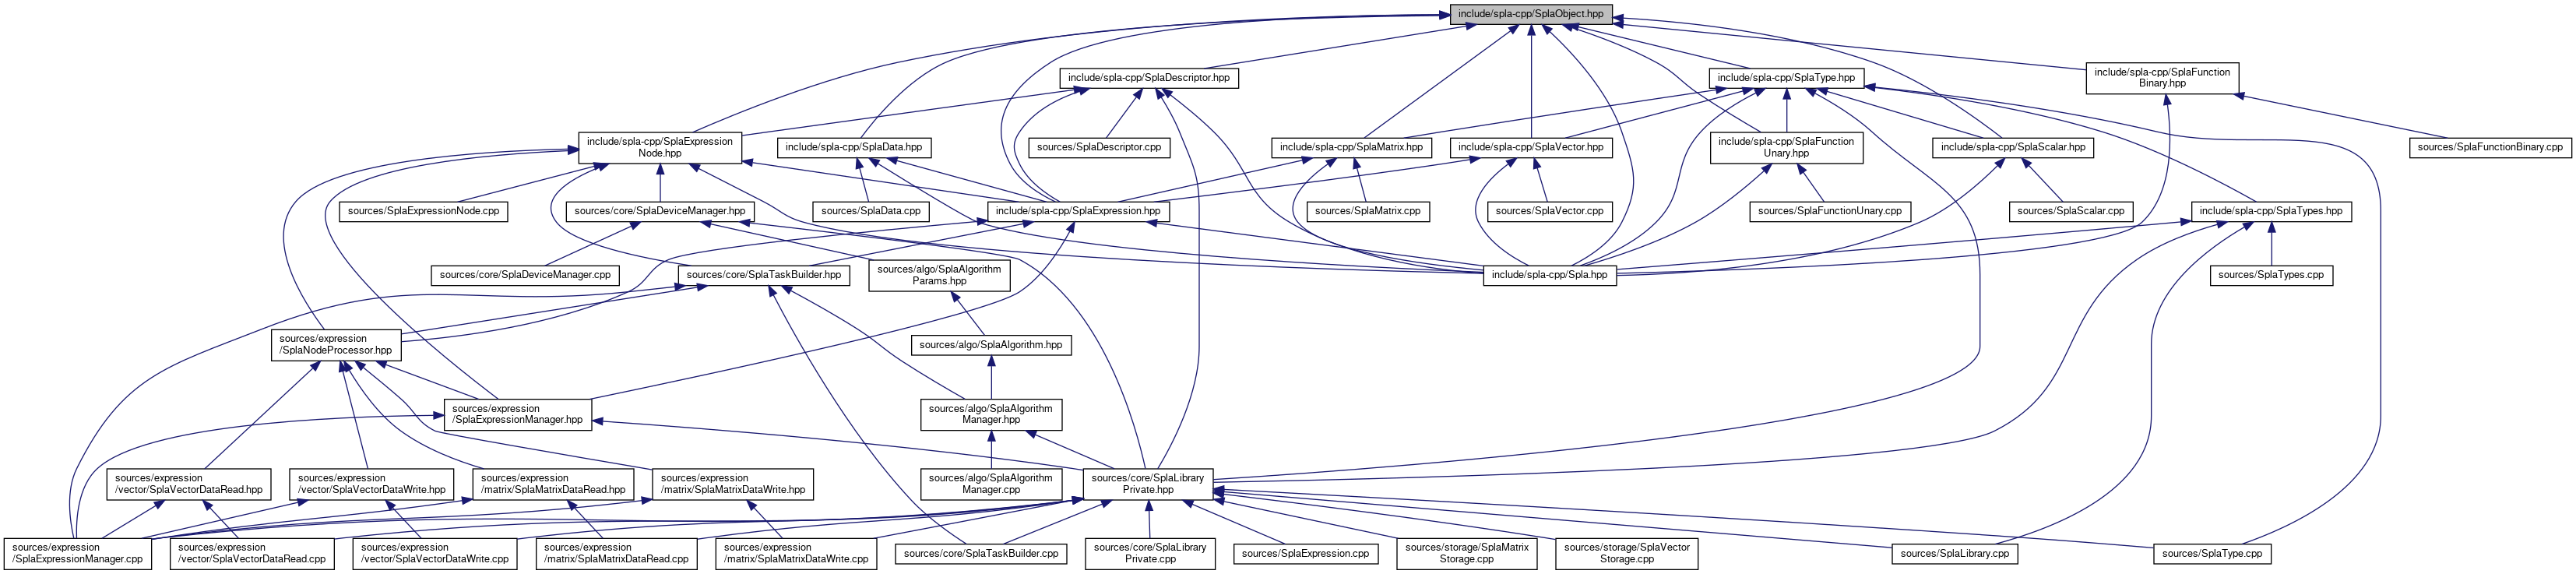 include/spla-cpp/SplaObject.hpp
include/spla-cpp/SplaDescriptor.hpp
include/spla-cpp/SplaType.hpp
include/spla-cpp/SplaFunction
Binary.hpp
include/spla-cpp/SplaExpression
Node.hpp
include/spla-cpp/SplaData.hpp
sources/SplaDescriptor.cpp
include/spla-cpp/SplaMatrix.hpp
include/spla-cpp/SplaVector.hpp
include/spla-cpp/SplaFunction
Unary.hpp
include/spla-cpp/SplaScalar.hpp
sources/SplaFunctionBinary.cpp
sources/SplaExpressionNode.cpp
sources/core/SplaDeviceManager.hpp
sources/SplaData.cpp
include/spla-cpp/SplaExpression.hpp
sources/SplaMatrix.cpp
sources/SplaVector.cpp
sources/SplaFunctionUnary.cpp
sources/SplaScalar.cpp
include/spla-cpp/SplaTypes.hpp
sources/core/SplaDeviceManager.cpp
sources/core/SplaTaskBuilder.hpp
sources/algo/SplaAlgorithm
Params.hpp
include/spla-cpp/Spla.hpp
sources/SplaTypes.cpp
sources/expression
/SplaNodeProcessor.hpp
sources/algo/SplaAlgorithm.hpp
sources/expression
/SplaExpressionManager.hpp
sources/algo/SplaAlgorithm
Manager.hpp
sources/expression
/vector/SplaVectorDataRead.hpp
sources/expression
/vector/SplaVectorDataWrite.hpp
sources/expression
/matrix/SplaMatrixDataRead.hpp
sources/expression
/matrix/SplaMatrixDataWrite.hpp
sources/algo/SplaAlgorithm
Manager.cpp
sources/core/SplaLibrary
Private.hpp
sources/expression
/SplaExpressionManager.cpp
sources/expression
/vector/SplaVectorDataRead.cpp
sources/expression
/vector/SplaVectorDataWrite.cpp
sources/expression
/matrix/SplaMatrixDataRead.cpp
sources/expression
/matrix/SplaMatrixDataWrite.cpp
sources/core/SplaTaskBuilder.cpp
sources/core/SplaLibrary
Private.cpp
sources/SplaExpression.cpp
sources/storage/SplaMatrix
Storage.cpp
sources/storage/SplaVector
Storage.cpp
sources/SplaLibrary.cpp
sources/SplaType.cpp